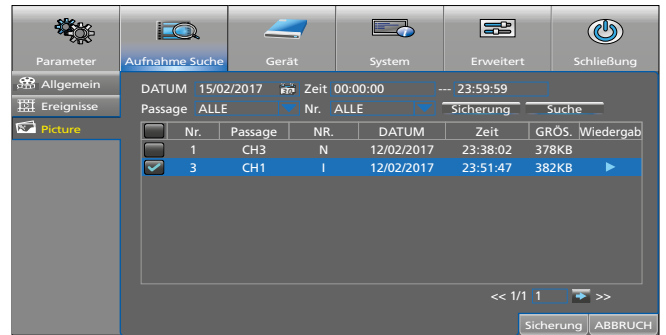 Parameter Aufnahme Suche Gerät System Erweitert Schließung
Allgemein
Ereignisse
Picture
DATUM 15/02/2017 Zeit 00:00:00 --- 23:59:59
Passage ALLE Nr. ALLE Sicherung Suche
Nr. Passage NR. DATUM Zeit GRÖS. Wiedergab
1 CH3 N 12/02/2017 23:38:02 378KB
3 CH1 I 12/02/2017 23:51:47 382KB
<< 1/1 1 >>
Sicherung ABBRUCH